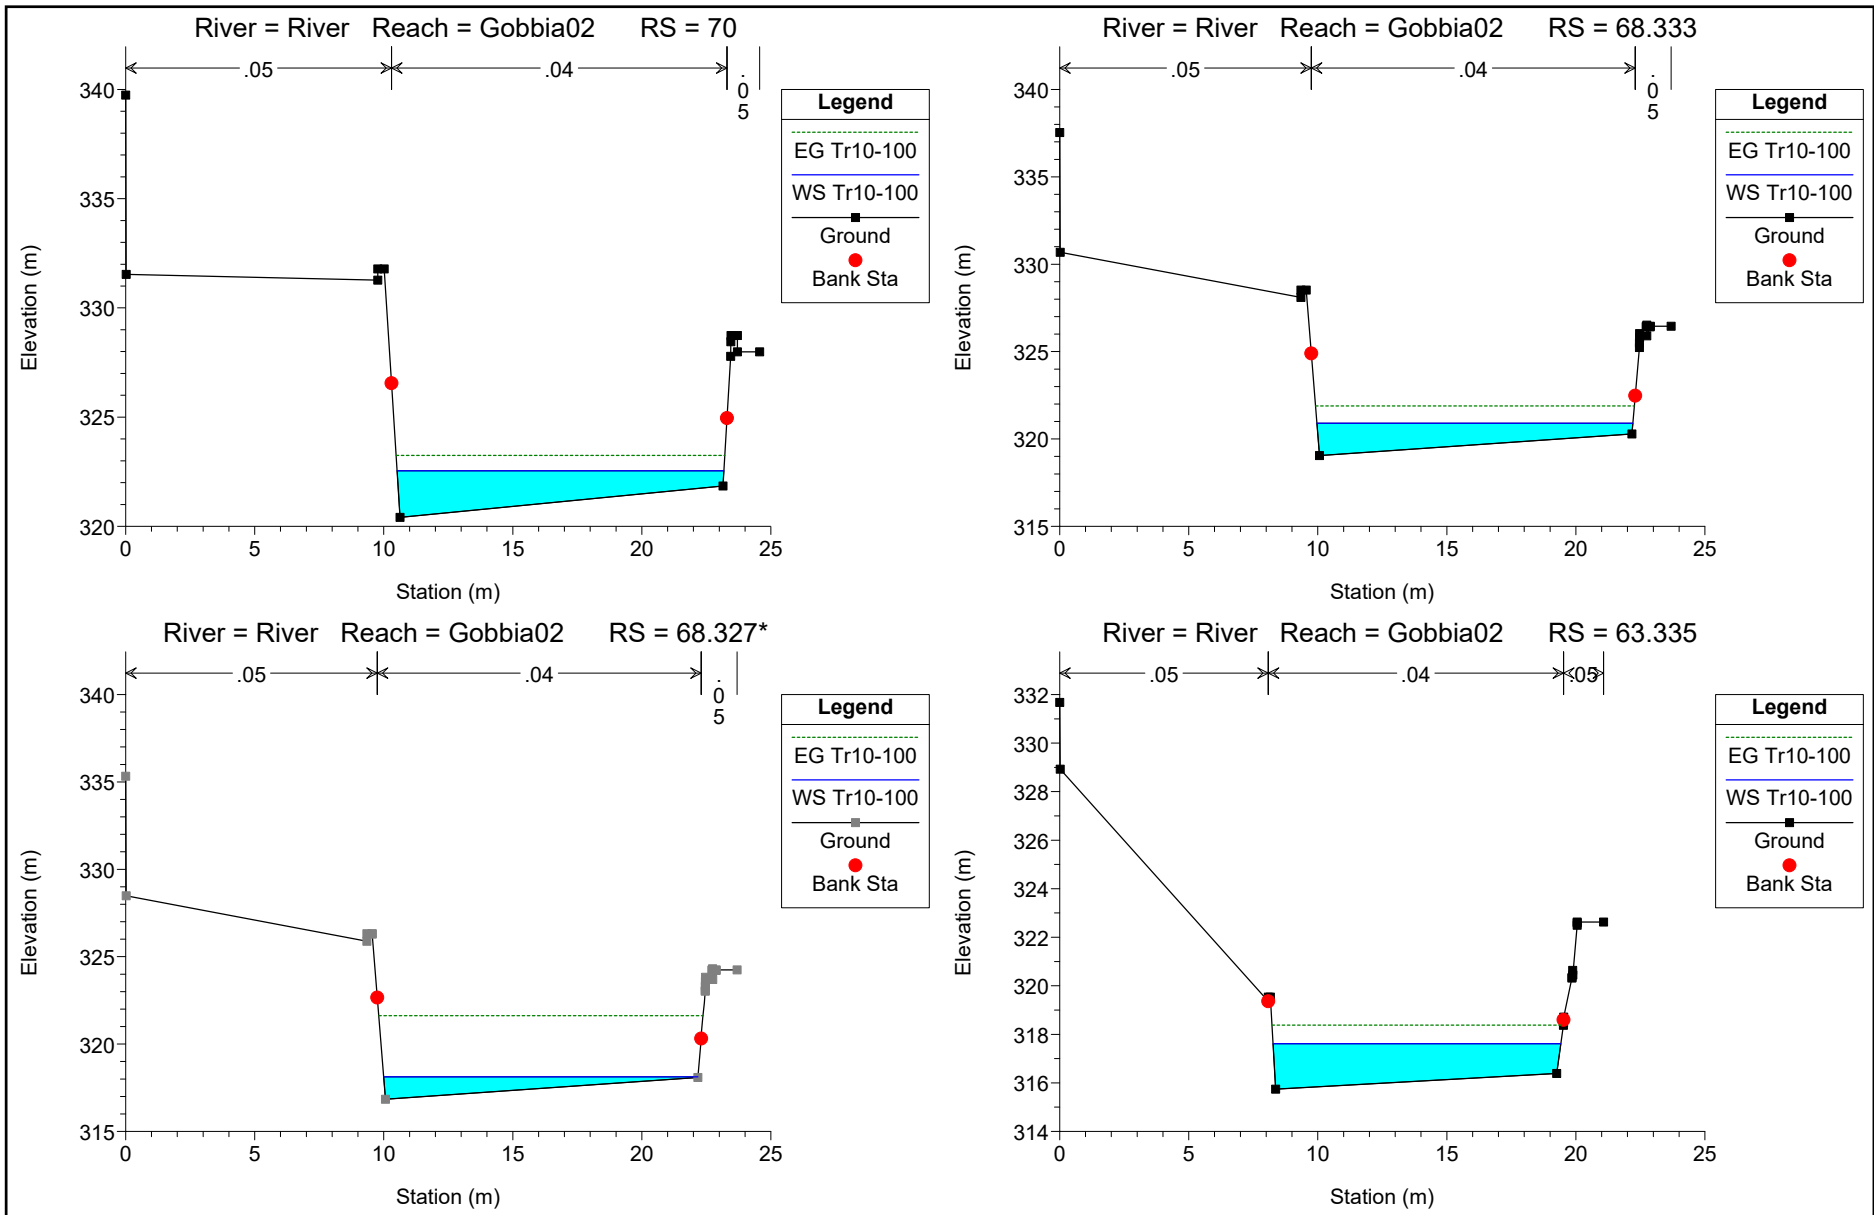 River = River   Reach = Gobbia02      RS = 70
.05
.04
.05
Legend
EG Tr10-100
WS Tr10-100
Ground
Bank Sta
Elevation (m)
340
335
330
325
320
0 5 10 15 20 25
Station (m)
River = River   Reach = Gobbia02      RS = 68.333
.05
.04
.05
Legend
EG Tr10-100
WS Tr10-100
Ground
Bank Sta
Elevation (m)
340
335
330
325
320
315
0 5 10 15 20 25
Station (m)
River = River   Reach = Gobbia02      RS = 68.327*
.05
.04
.05
Legend
EG Tr10-100
WS Tr10-100
Ground
Bank Sta
Elevation (m)
340
335
330
325
320
315
0 5 10 15 20 25
Station (m)
River = River   Reach = Gobbia02      RS = 63.335
.05
.04
.05
Legend
EG Tr10-100
WS Tr10-100
Ground
Bank Sta
Elevation (m)
332
330
328
326
324
322
320
318
316
314
0 5 10 15 20 25
Station (m)